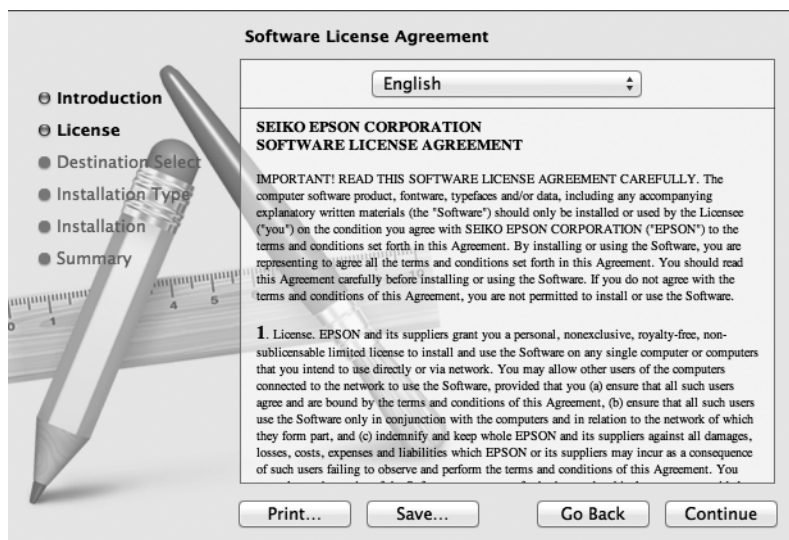 Software License Agreement
Introduction
License
Destination Select
Installation Type
Installation
Summary
English
SEIKO EPSON CORPORATION
SOFTWARE LICENSE AGREEMENT
IMPORTANT! READ THIS SOFTWARE LICENSE AGREEMENT CAREFULLY. The
computer software product, fontware, typefaces and/or data, including any accompanying
explanatory written materials (the "Software") should only be installed or used by the Licensee
("you") on the condition you agree with SEIKO EPSON CORPORATION ("EPSON") to the
terms and conditions set forth in this Agreement. By installing or using the Software, you are
representing to agree all the terms and conditions set forth in this Agreement. You should read
this Agreement carefully before installing or using the Software. If you do not agree with the
terms and conditions of this Agreement, you are not permitted to install or use the Software.
1. License. EPSON and its suppliers grant you a personal, nonexclusive, royalty-free, non-
sublicensable limited license to install and use the Software on any single computer or computers
that you intend to use directly or via network. You may allow other users of the computers
connected to the network to use the Software, provided that you (a) ensure that all such users
agree and are bound by the terms and conditions of this Agreement, (b) ensure that all such users
use the Software only in conjunction with the computers and in relation to the network of which
they form part, and (c) indemnify and keep whole EPSON and its suppliers against all damages,
losses, costs, expenses and liabilities which EPSON or its suppliers may incur as a consequence
of such users failing to observe and perform the terms and conditions of this Agreement. You
0 1 4 5 10
Print... Save... Go Back Continue